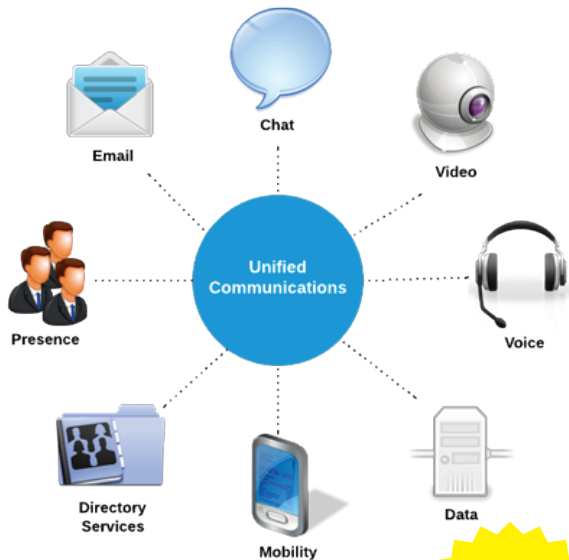 Chat
Email
Video
Unified
Communications
Presence
Voice
Directory
Services
Data
Mobility